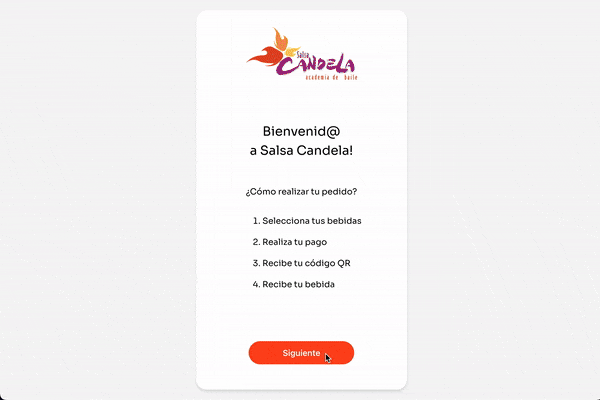 Salsa
CANDELA
academia de baile
Bienvenid@
a Salsa Candela!
¿Cómo realizar tu pedido?
1. Selecciona tus bebidas
2. Realiza tu pago
3. Recibe tu código QR
4. Recibe tu bebida
Siguiente